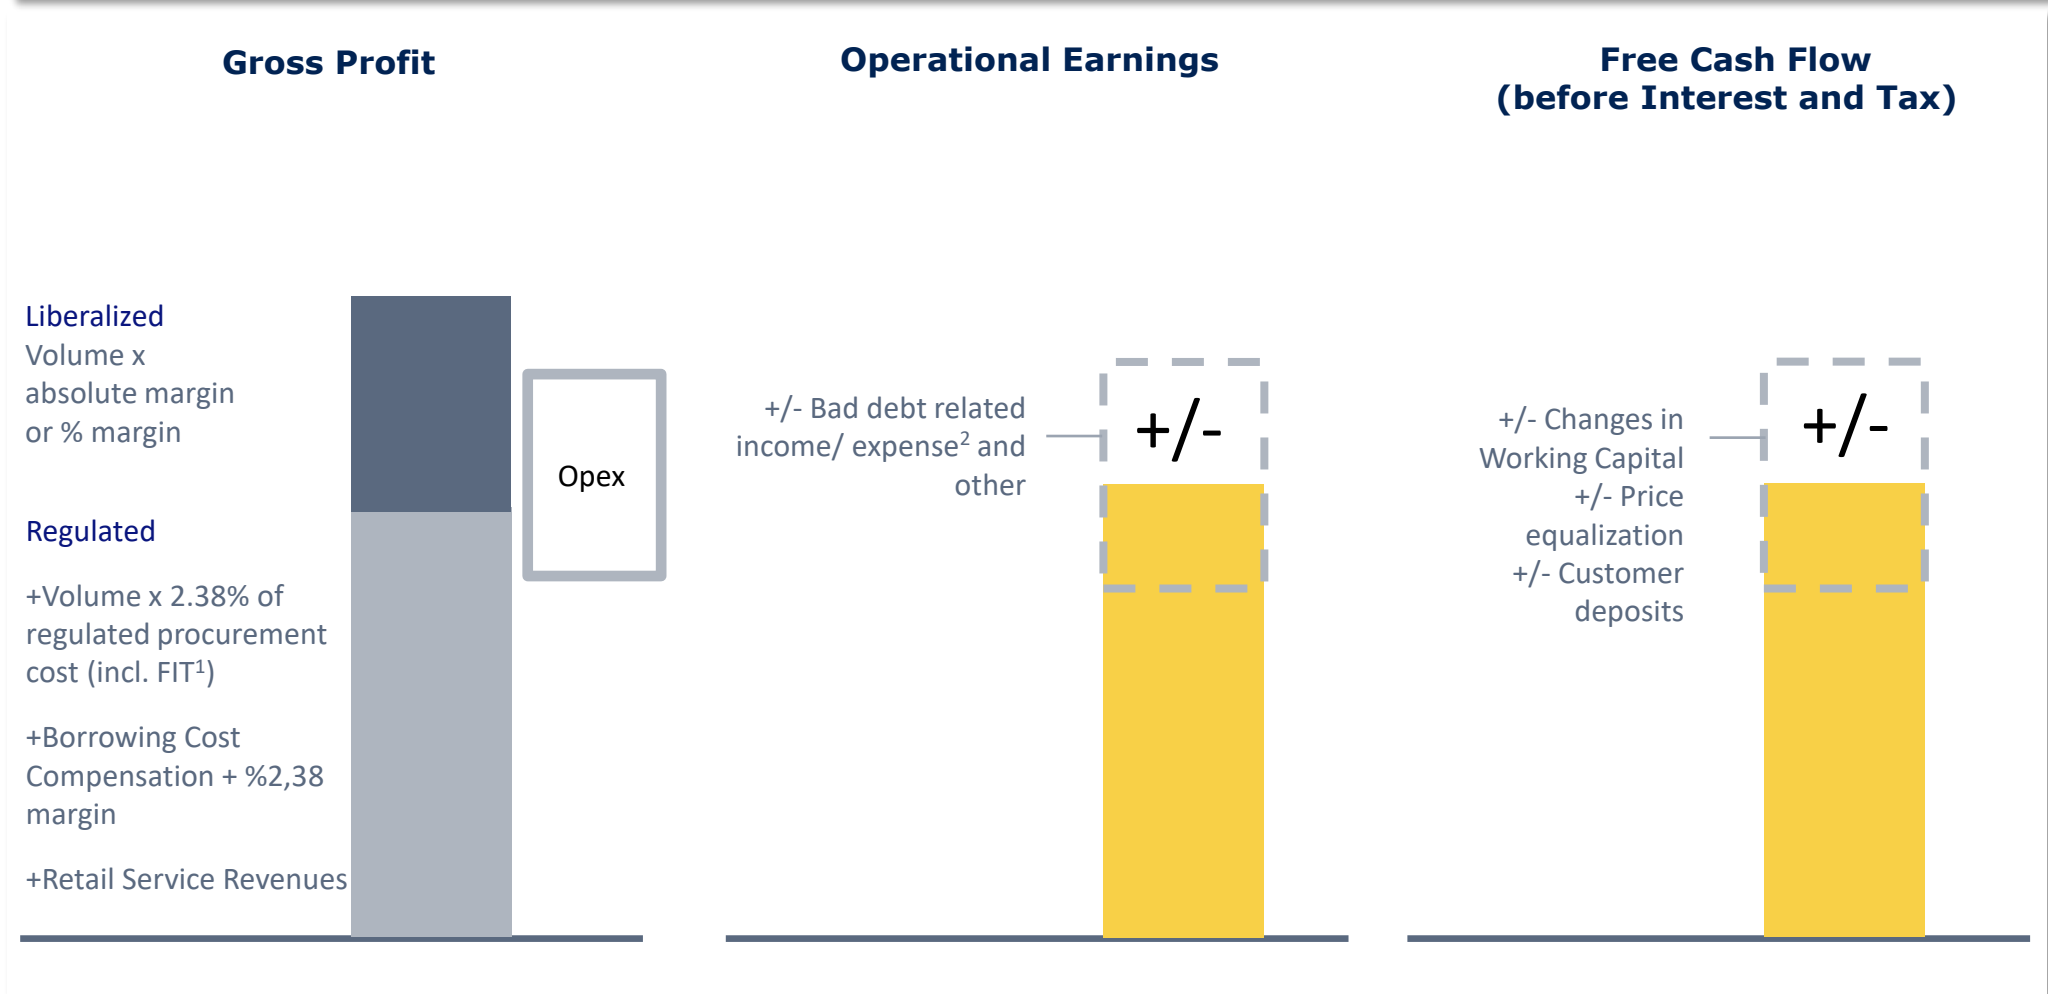 Gross Profit
Liberalized
Volume x
absolute margin
or % margin
Regulated
+Volume x 2.38% of
regulated procurement
cost (incl. FIT¹)
+Borrowing Cost
Compensation + %2,38
margin
+Retail Service Revenues
Opex
Operational Earnings
+/- Bad debt related
income/ expense² and
other
+/-
Free Cash Flow
(before Interest and Tax)
+/- Changes in
Working Capital
+/- Price
equalization
+/- Customer
deposits
+/-